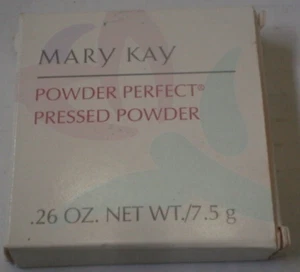 MARY KAY
POWDER PERFECT®
PRESSED POWDER
.26 OZ. NET WT./7.5 g